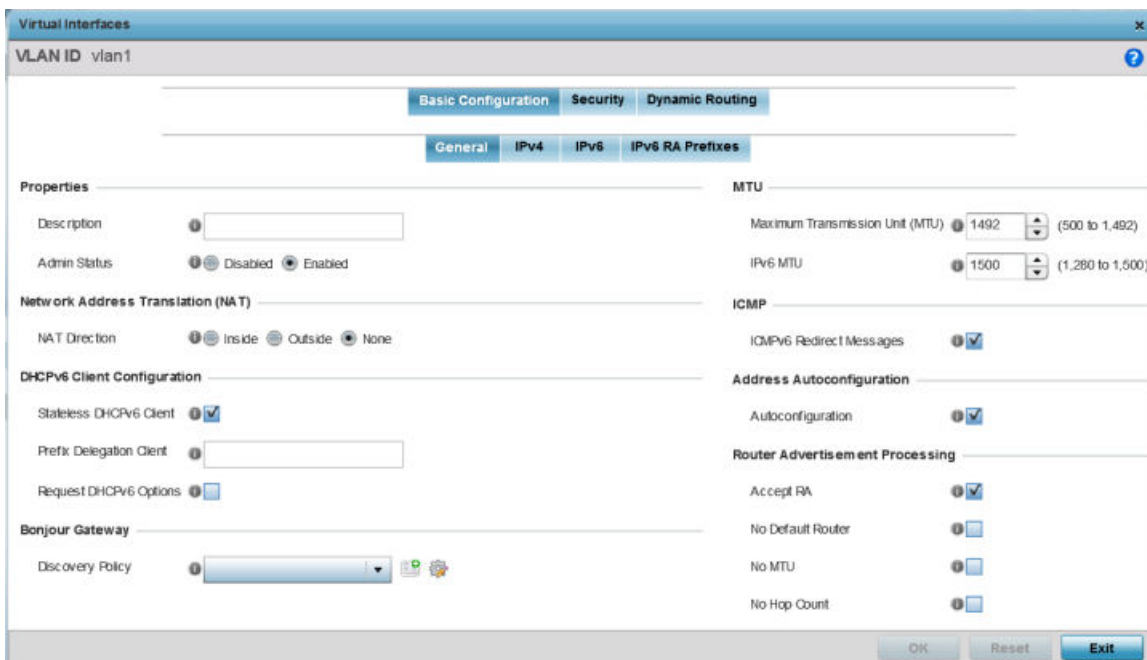 Virtual Interfaces
VLAN ID vlan1
Basic Configuration Security Dynamic Routing
General IPv4 IPv6 IPv6 RA Prefixes
Properties
Description
Admin Status Disabled Enabled
Network Address Translation (NAT)
NAT Direction Inside Outside None
DHCPv6 Client Configuration
Stateless DHCPv6 Client
Prefix Delegation Client
Request DHCPv6 Options
Bonjour Gateway
Discovery Policy
MTU
Maximum Transmission Unit (MTU) 1492 (500 to 1,492)
IPv6 MTU 1500 (1,280 to 1,500)
ICMP
ICMPv6 Redirect Messages
Address Autoconfiguration
Autoconfiguration
Router Advertisement Processing
Accept RA
No Default Router
No MTU
No Hop Count
OK Reset Exit